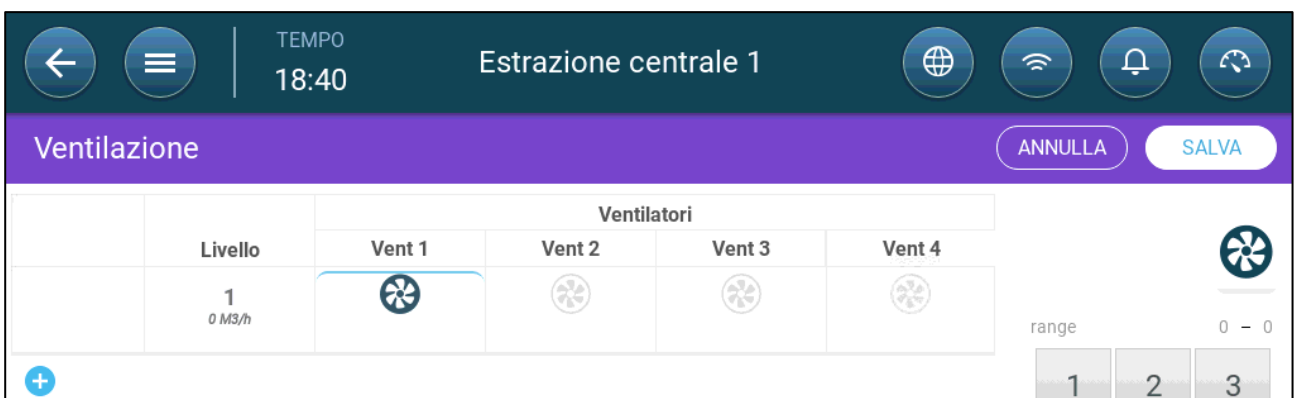 TEMPO
18:40
Estrazione centrale 1
Ventilazione
ANNULLA
SALVA
Ventilatori
Livello Vent 1 Vent 2 Vent 3 Vent 4
1
0 M3/h
range 0 – 0
1 2 3